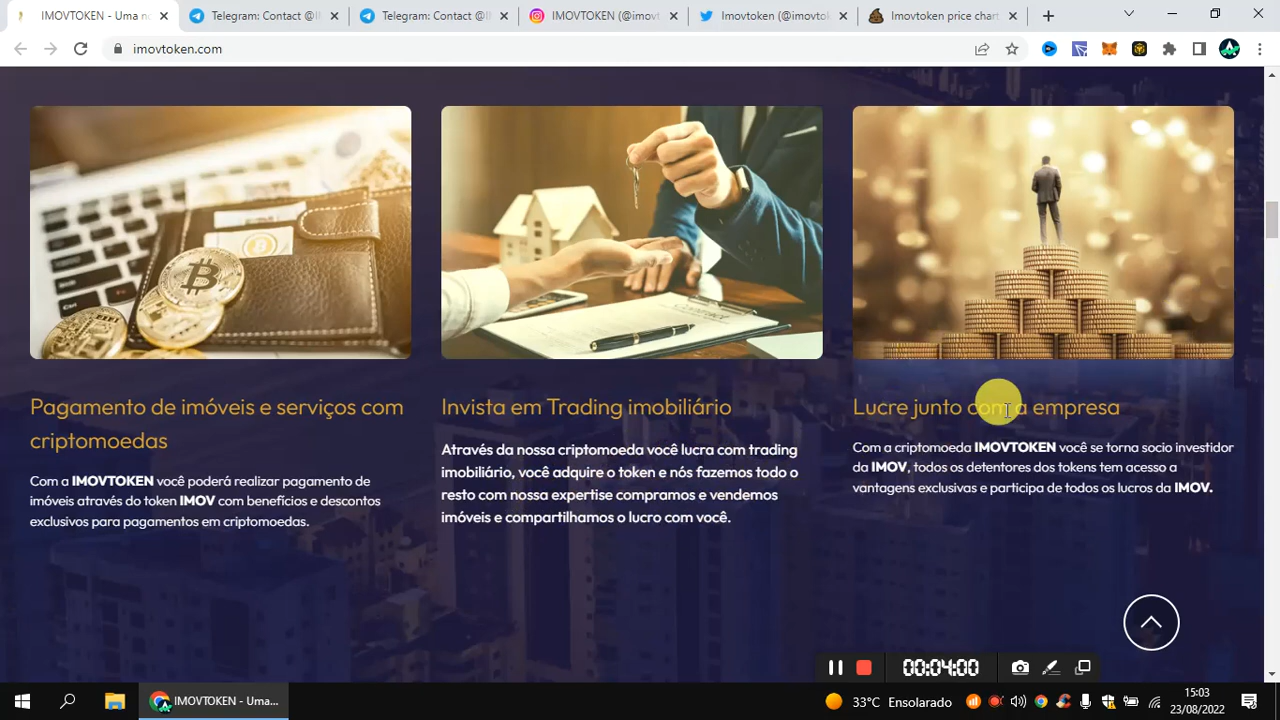 IMOVTOKEN - Uma no
Telegram: Contact @I
Telegram: Contact @I
IMOVTOKEN (@imovt
Imovtoken (@imovtok
Imovtoken price chart
imovtoken.com
Pagamento de imóveis e serviços com
criptomoedas
Com a IMOVTOKEN você poderá realizar pagamento de
imóveis através do token IMOV com benefícios e descontos
exclusivos para pagamentos em criptomoedas.
Invista em Trading imobiliário
Através da nossa criptomoeda você lucra com trading
imobiliário, você adquire o token e nós fazemos todo o
resto com nossa expertise compramos e vendemos
imóveis e compartilhamos o lucro com você.
Lucre junto com a empresa
Com a criptomoeda IMOVTOKEN você se torna socio investidor
da IMOV, todos os detentores dos tokens tem acesso a
vantagens exclusivas e participa de todos os lucros da IMOV.
00:04:00
IMOVTOKEN - Uma...
33°C Ensolarado
15:03
23/08/2022